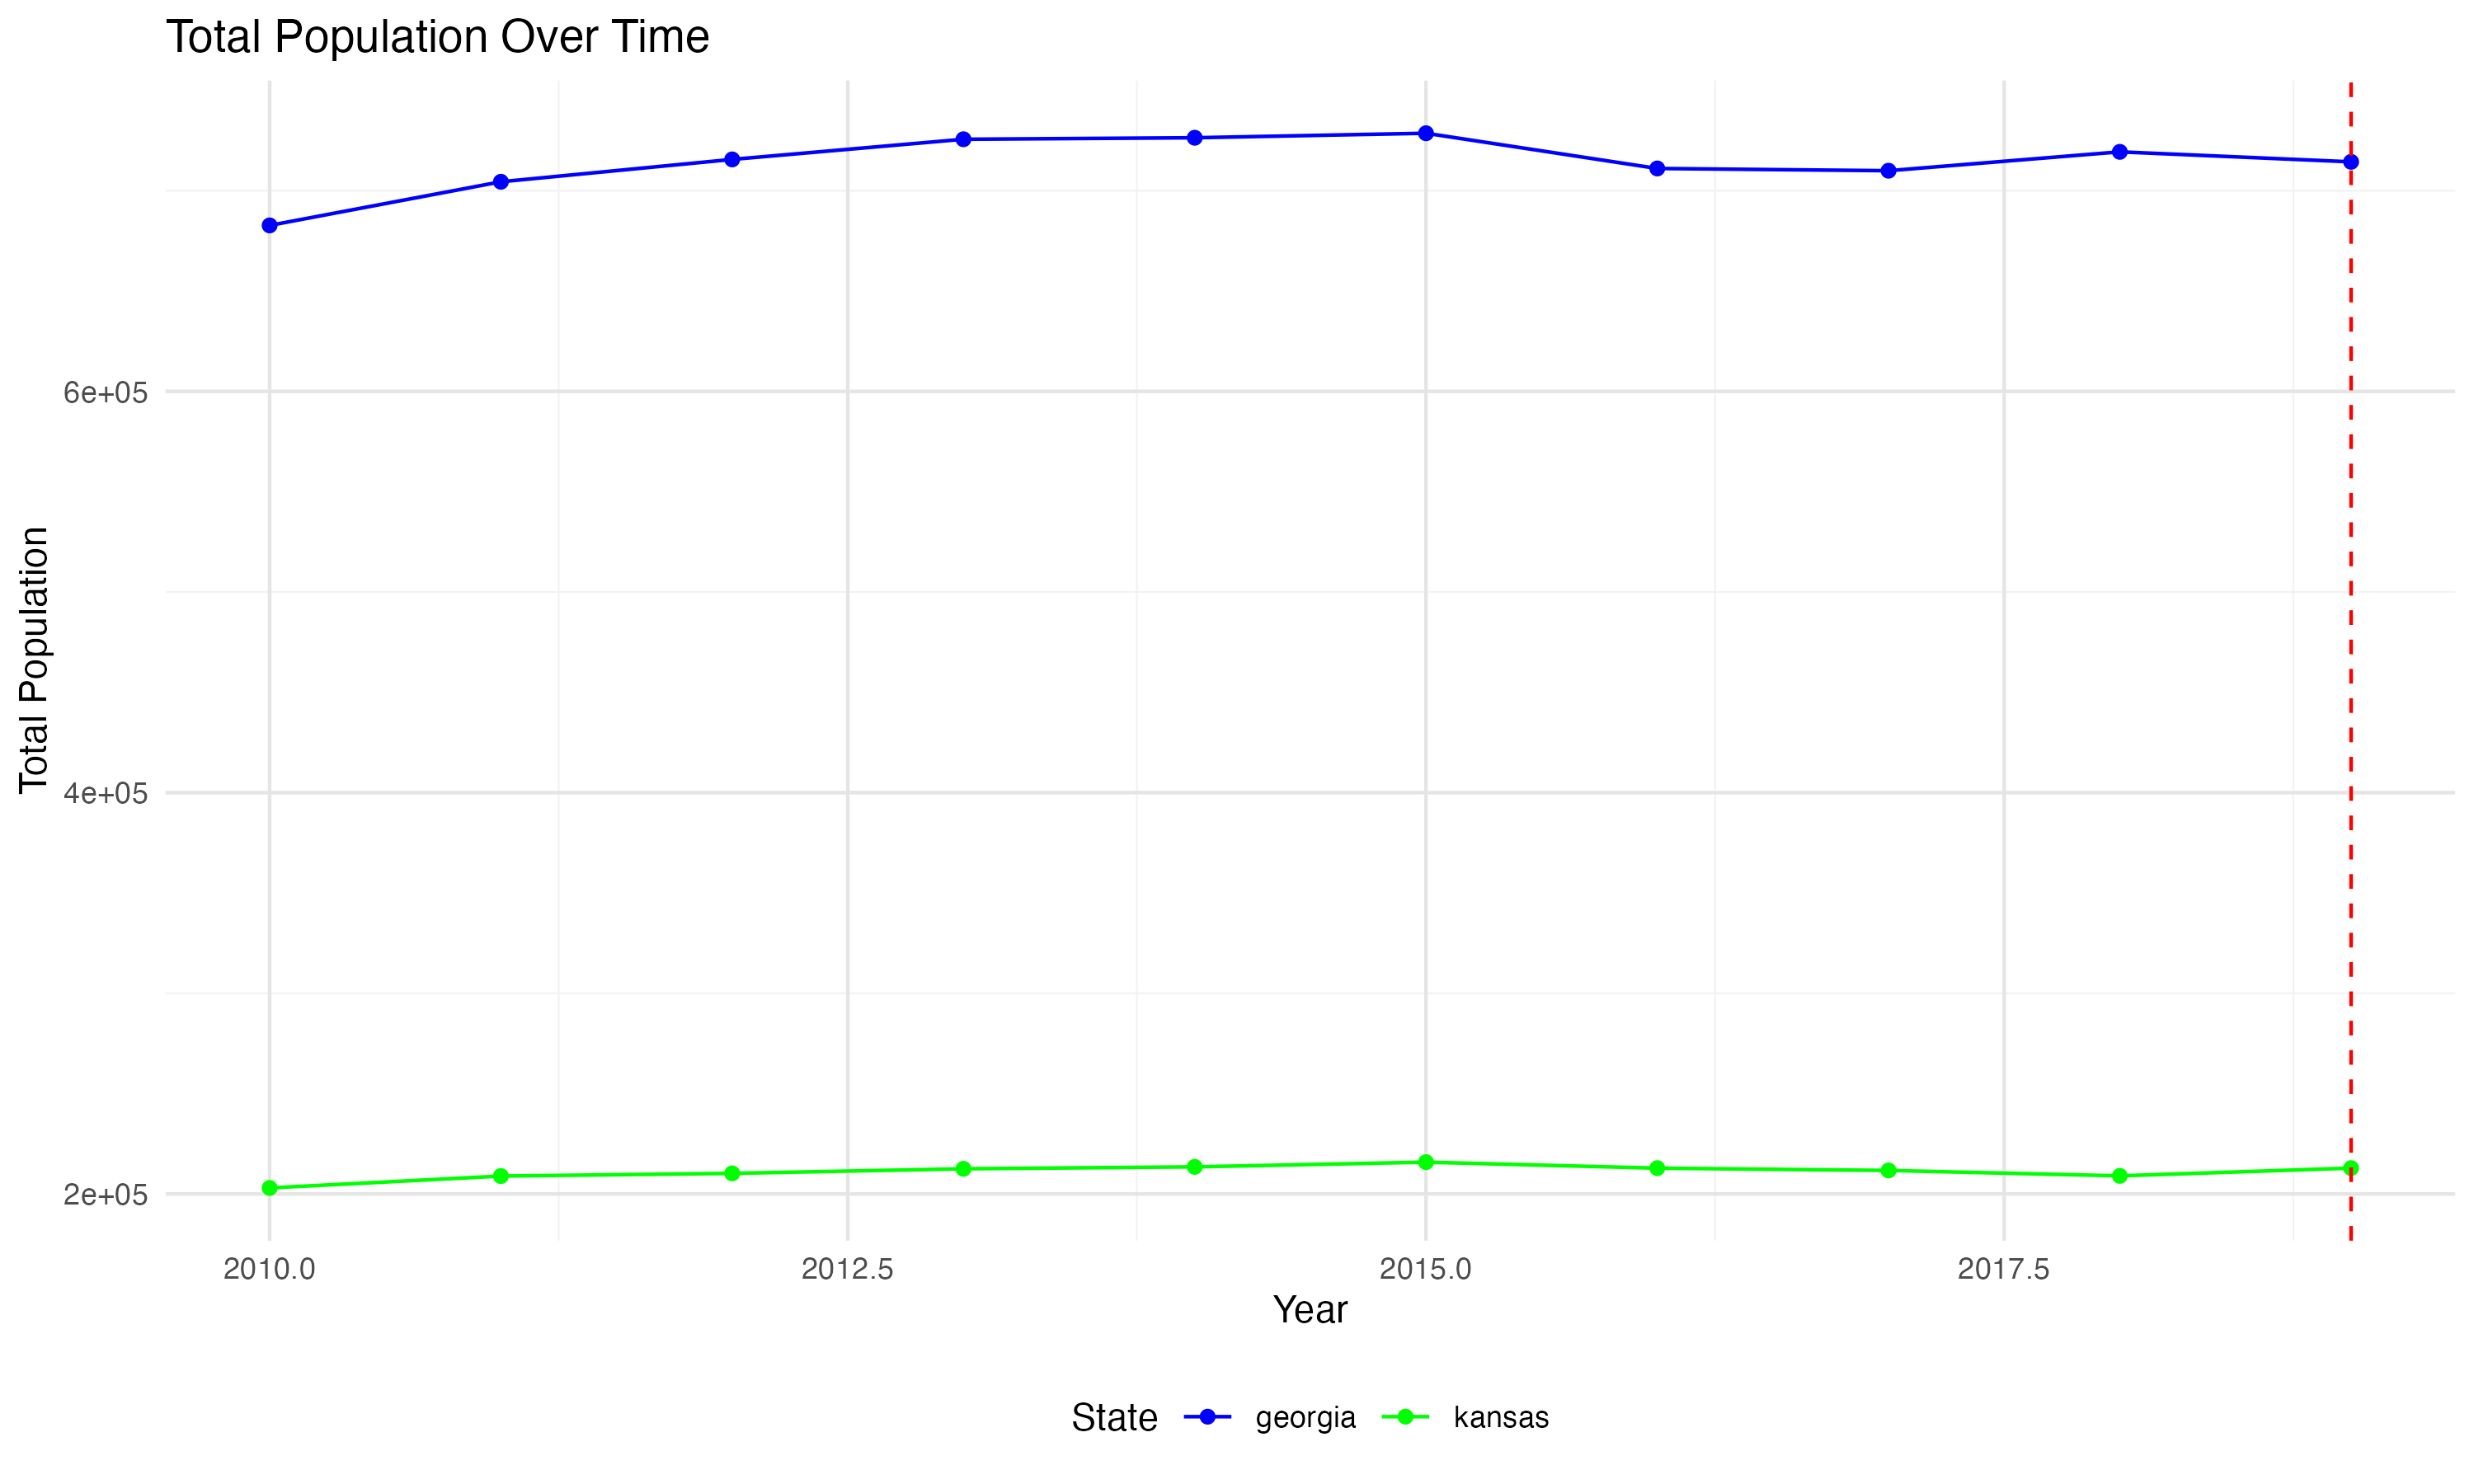 Total Population Over Time
Total Population
6e+05
4e+05
2e+05
2010.0
2012.5
2015.0
2017.5
Year
State georgia kansas